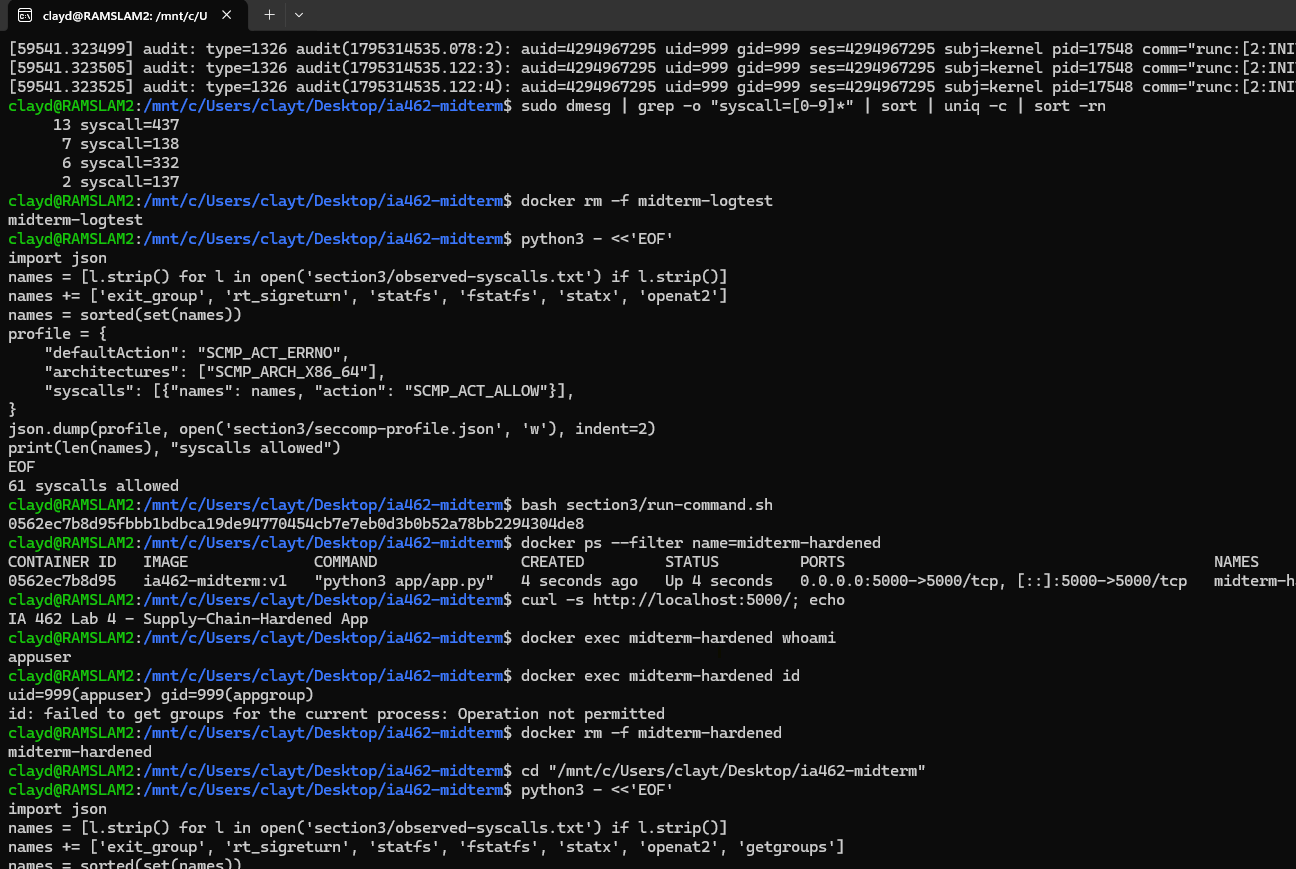 clayd@RAMSLAM2: /mnt/c/U
[59541.323499] audit: type=1326 audit(1795314535.078:2): auid=4294967295 uid=999 gid=999 ses=4294967295 subj=kernel pid=17548 comm="runc:[2:INI
[59541.323505] audit: type=1326 audit(1795314535.122:3): auid=4294967295 uid=999 gid=999 ses=4294967295 subj=kernel pid=17548 comm="runc:[2:INI
[59541.323525] audit: type=1326 audit(1795314535.122:4): auid=4294967295 uid=999 gid=999 ses=4294967295 subj=kernel pid=17548 comm="runc:[2:INI
clayd@RAMSLAM2:/mnt/c/Users/clayt/Desktop/ia462-midterm$ sudo dmesg | grep -o "syscall=[0-9]*" | sort | uniq -c | sort -rn
     13 syscall=437
      7 syscall=138
      6 syscall=332
      2 syscall=137
clayd@RAMSLAM2:/mnt/c/Users/clayt/Desktop/ia462-midterm$ docker rm -f midterm-logtest
midterm-logtest
clayd@RAMSLAM2:/mnt/c/Users/clayt/Desktop/ia462-midterm$ python3 - <<'EOF'
import json
names = [l.strip() for l in open('section3/observed-syscalls.txt') if l.strip()]
names += ['exit_group', 'rt_sigreturn', 'statfs', 'fstatfs', 'statx', 'openat2']
names = sorted(set(names))
profile = {
    "defaultAction": "SCMP_ACT_ERRNO",
    "architectures": ["SCMP_ARCH_X86_64"],
    "syscalls": [{"names": names, "action": "SCMP_ACT_ALLOW"}],
}
json.dump(profile, open('section3/seccomp-profile.json', 'w'), indent=2)
print(len(names), "syscalls allowed")
EOF
61 syscalls allowed
clayd@RAMSLAM2:/mnt/c/Users/clayt/Desktop/ia462-midterm$ bash section3/run-command.sh
0562ec7b8d95fbbb1bdbca19de94770454cb7e7eb0d3b0b52a78bb2294304de8
clayd@RAMSLAM2:/mnt/c/Users/clayt/Desktop/ia462-midterm$ docker ps --filter name=midterm-hardened
CONTAINER ID   IMAGE              COMMAND                CREATED         STATUS         PORTS                                         NAMES
0562ec7b8d95   ia462-midterm:v1   "python3 app/app.py"   4 seconds ago   Up 4 seconds   0.0.0.0:5000->5000/tcp, [::]:5000->5000/tcp   midterm-h
clayd@RAMSLAM2:/mnt/c/Users/clayt/Desktop/ia462-midterm$ curl -s http://localhost:5000/; echo
IA 462 Lab 4 - Supply-Chain-Hardened App
clayd@RAMSLAM2:/mnt/c/Users/clayt/Desktop/ia462-midterm$ docker exec midterm-hardened whoami
appuser
clayd@RAMSLAM2:/mnt/c/Users/clayt/Desktop/ia462-midterm$ docker exec midterm-hardened id
uid=999(appuser) gid=999(appgroup)
id: failed to get groups for the current process: Operation not permitted
clayd@RAMSLAM2:/mnt/c/Users/clayt/Desktop/ia462-midterm$ docker rm -f midterm-hardened
midterm-hardened
clayd@RAMSLAM2:/mnt/c/Users/clayt/Desktop/ia462-midterm$ cd "/mnt/c/Users/clayt/Desktop/ia462-midterm"
clayd@RAMSLAM2:/mnt/c/Users/clayt/Desktop/ia462-midterm$ python3 - <<'EOF'
import json
names = [l.strip() for l in open('section3/observed-syscalls.txt') if l.strip()]
names += ['exit_group', 'rt_sigreturn', 'statfs', 'fstatfs', 'statx', 'openat2', 'getgroups']
names = sorted(set(names))